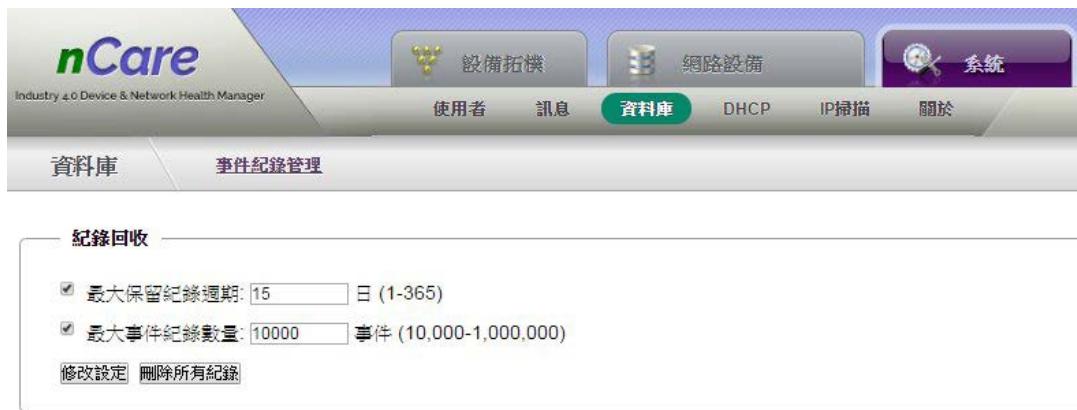 nCare
Industry 4.0 Device & Network Health Manager
設備拓樸 網路設備 系統
使用者 訊息 資料庫 DHCP IP掃描 關於
資料庫 事件紀錄管理
紀錄回收
最大保留紀錄週期: 15 日 (1-365)
最大事件紀錄數量: 10000 事件 (10,000-1,000,000)
修改設定 刪除所有紀錄